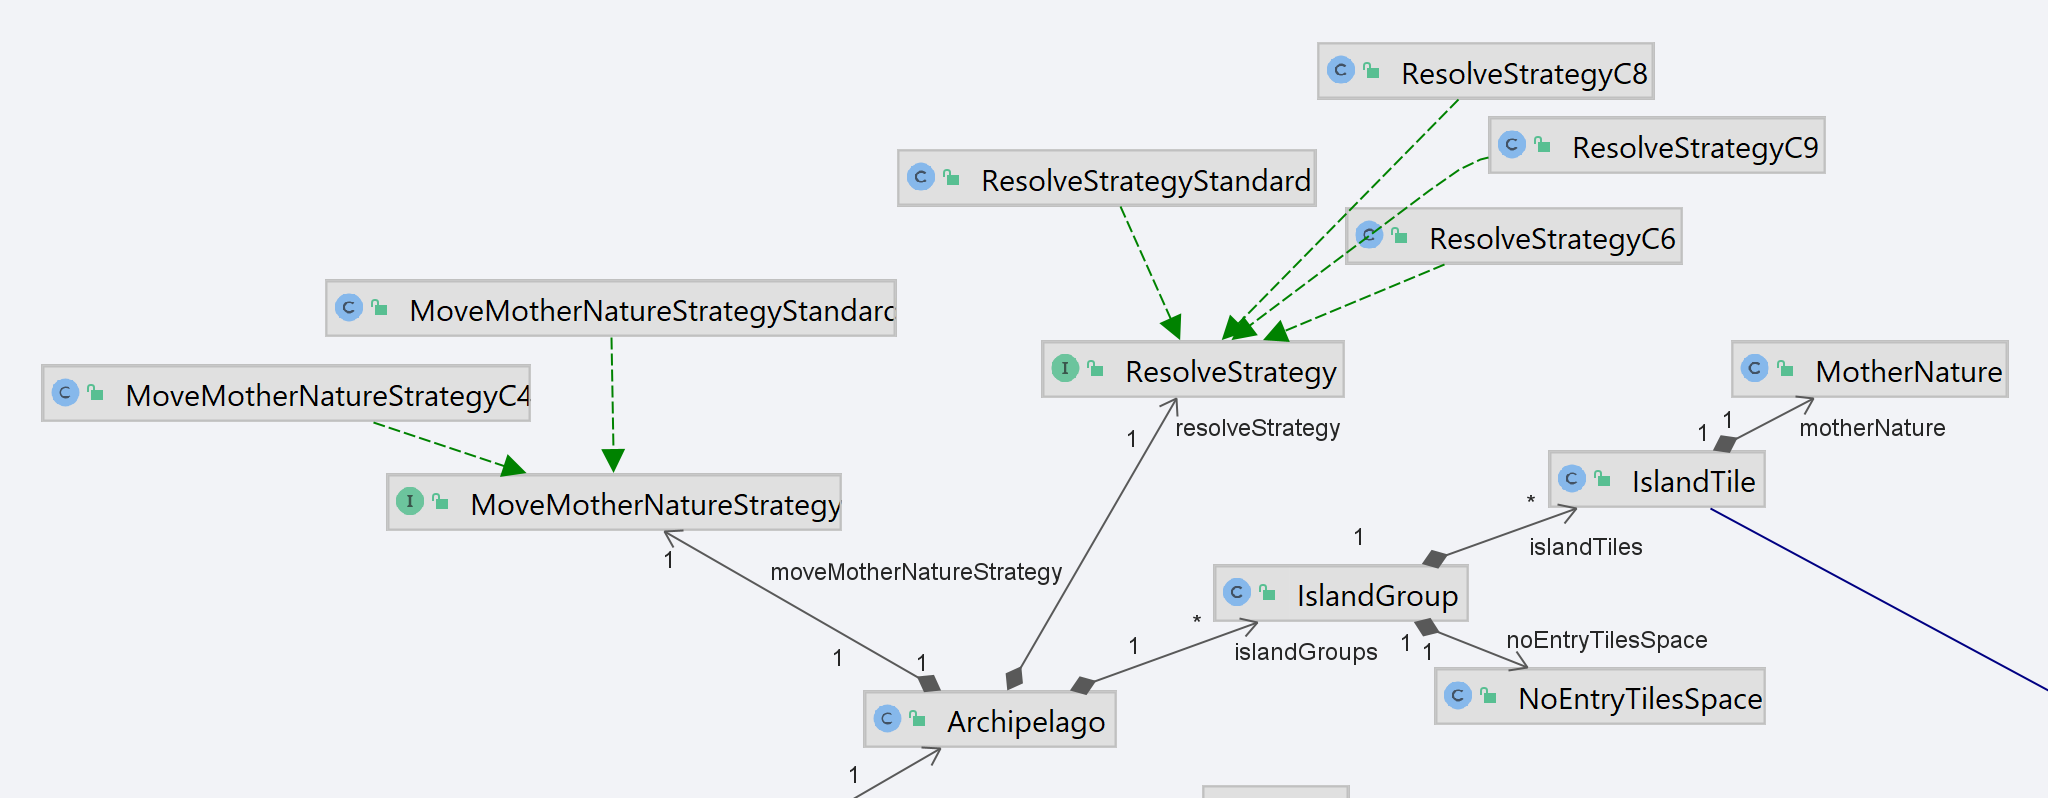 C ResolveStrategyC8
C ResolveStrategyC9
C ResolveStrategyStandard
C ResolveStrategyC6
C MoveMotherNatureStrategyStandard
I ResolveStrategy
C MotherNature
C MoveMotherNatureStrategyC4
1
resolveStrategy
1
1
motherNature
C IslandTile
I MoveMotherNatureStrategy
*
1
islandTiles
1
moveMotherNatureStrategy
C IslandGroup
*
1
islandGroups
1
1
noEntryTilesSpace
1
1
C NoEntryTilesSpace
C Archipelago
1